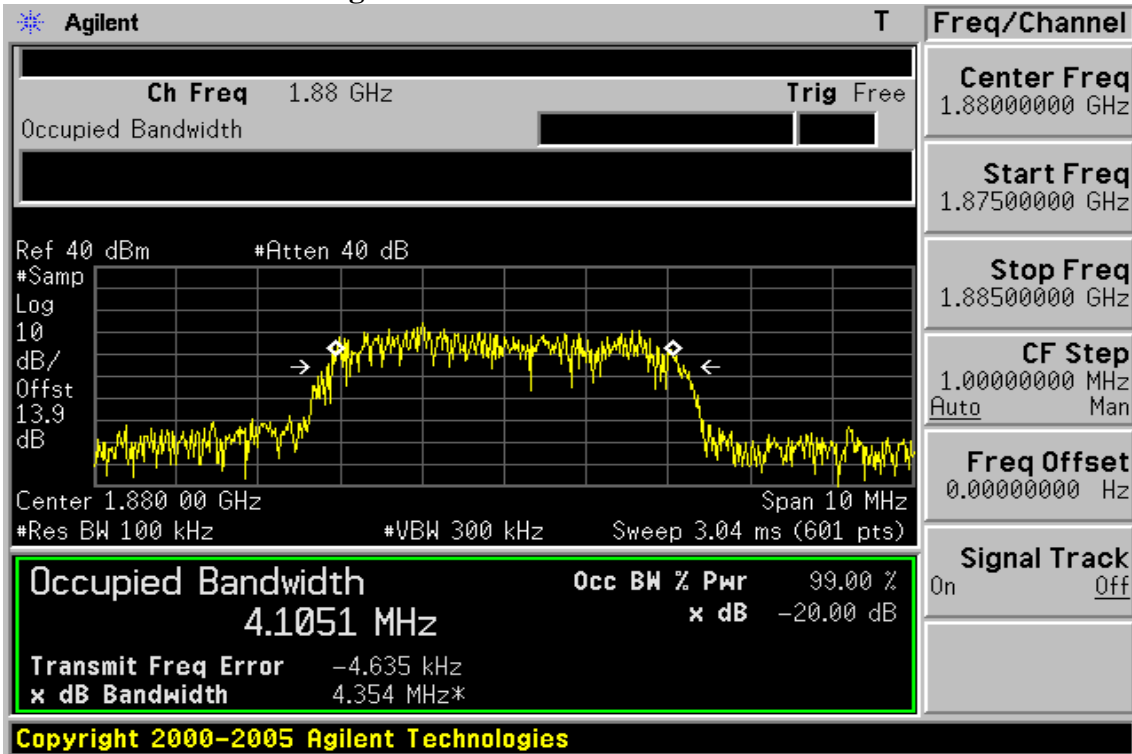 Agilent T Freq/Channel
Ch Freq 1.88 GHz Trig Free
Occupied Bandwidth
Center Freq
1.88000000 GHz
Start Freq
1.87500000 GHz
Stop Freq
1.88500000 GHz
CF Step
1.00000000 MHz
Auto Man
Freq Offset
0.00000000 Hz
Signal Track
On Off
Ref 40 dBm #Atten 40 dB
#Samp
Log
10
dB/
Offst
13.9
dB
Center 1.880 00 GHz Span 10 MHz
#Res BW 100 kHz #VBW 300 kHz Sweep 3.04 ms (601 pts)
Occupied Bandwidth Occ BW % Pwr 99.00 %
4.1051 MHz x dB -20.00 dB
Transmit Freq Error -4.635 kHz
x dB Bandwidth 4.354 MHz*
Copyright 2000-2005 Agilent Technologies